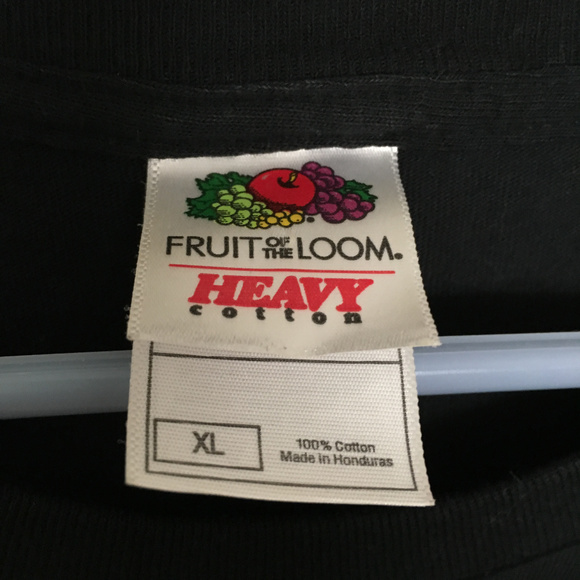 FRUIT OF THE LOOM®
HEAVY
cotton
XL
100% Cotton
Made in Honduras